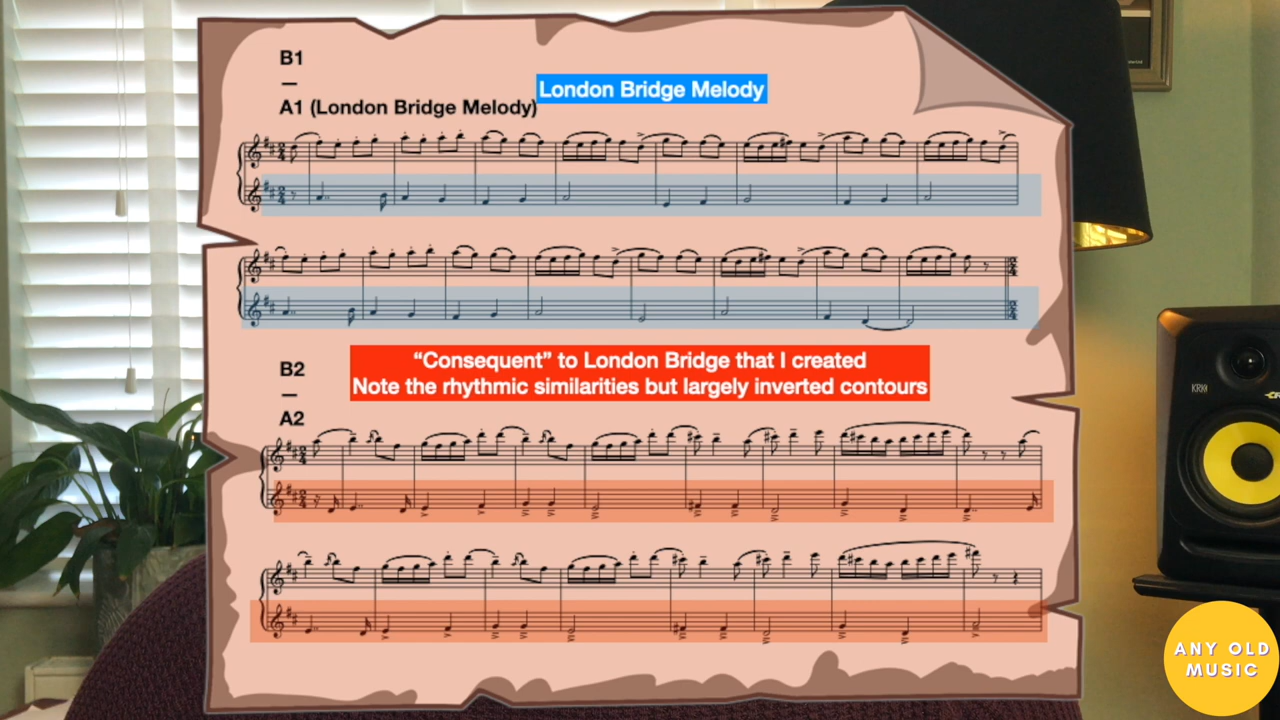 B1
—
A1 (London Bridge Melody)
London Bridge Melody
“Consequent” to London Bridge that I created
Note the rhythmic similarities but largely inverted contours
B2
—
A2
KRK
ANY OLD
MUSIC